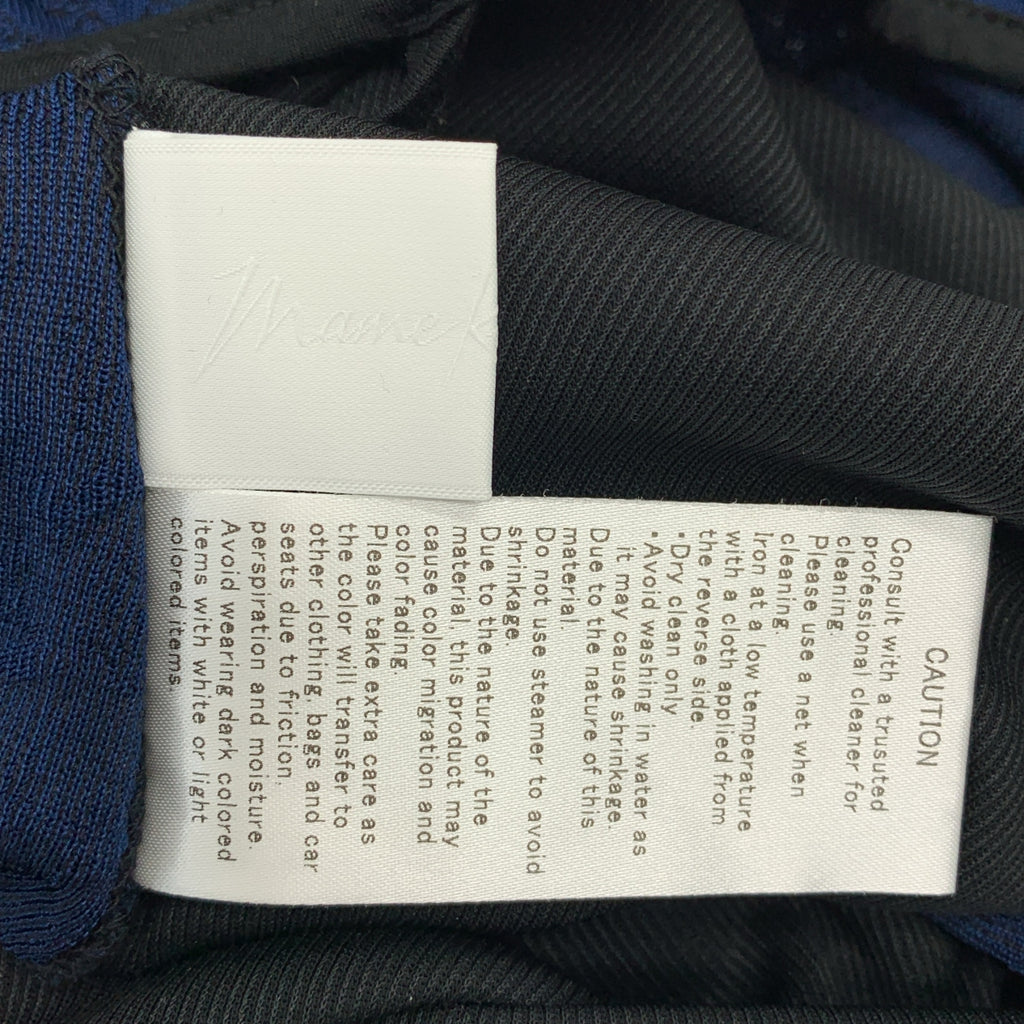 Mame K
CAUTION
Consult with a trusuted
professional cleaner for
cleaning.
Please use a net when
cleaning.
Iron at a low temperature
with a cloth applied from
the reverse side.
・Dry clean only
・Avoid washing in water as
it may cause shrinkage.
Due to the nature of this
material.
Do not use steamer to avoid
shrinkage.
Due to the nature of the
material, this product may
cause color migration and
color fading.
Please take extra care as
the color will transfer to
other clothing, bags and car
seats due to friction,
perspiration and moisture.
Avoid wearing dark colored
items with white or light
colored items.